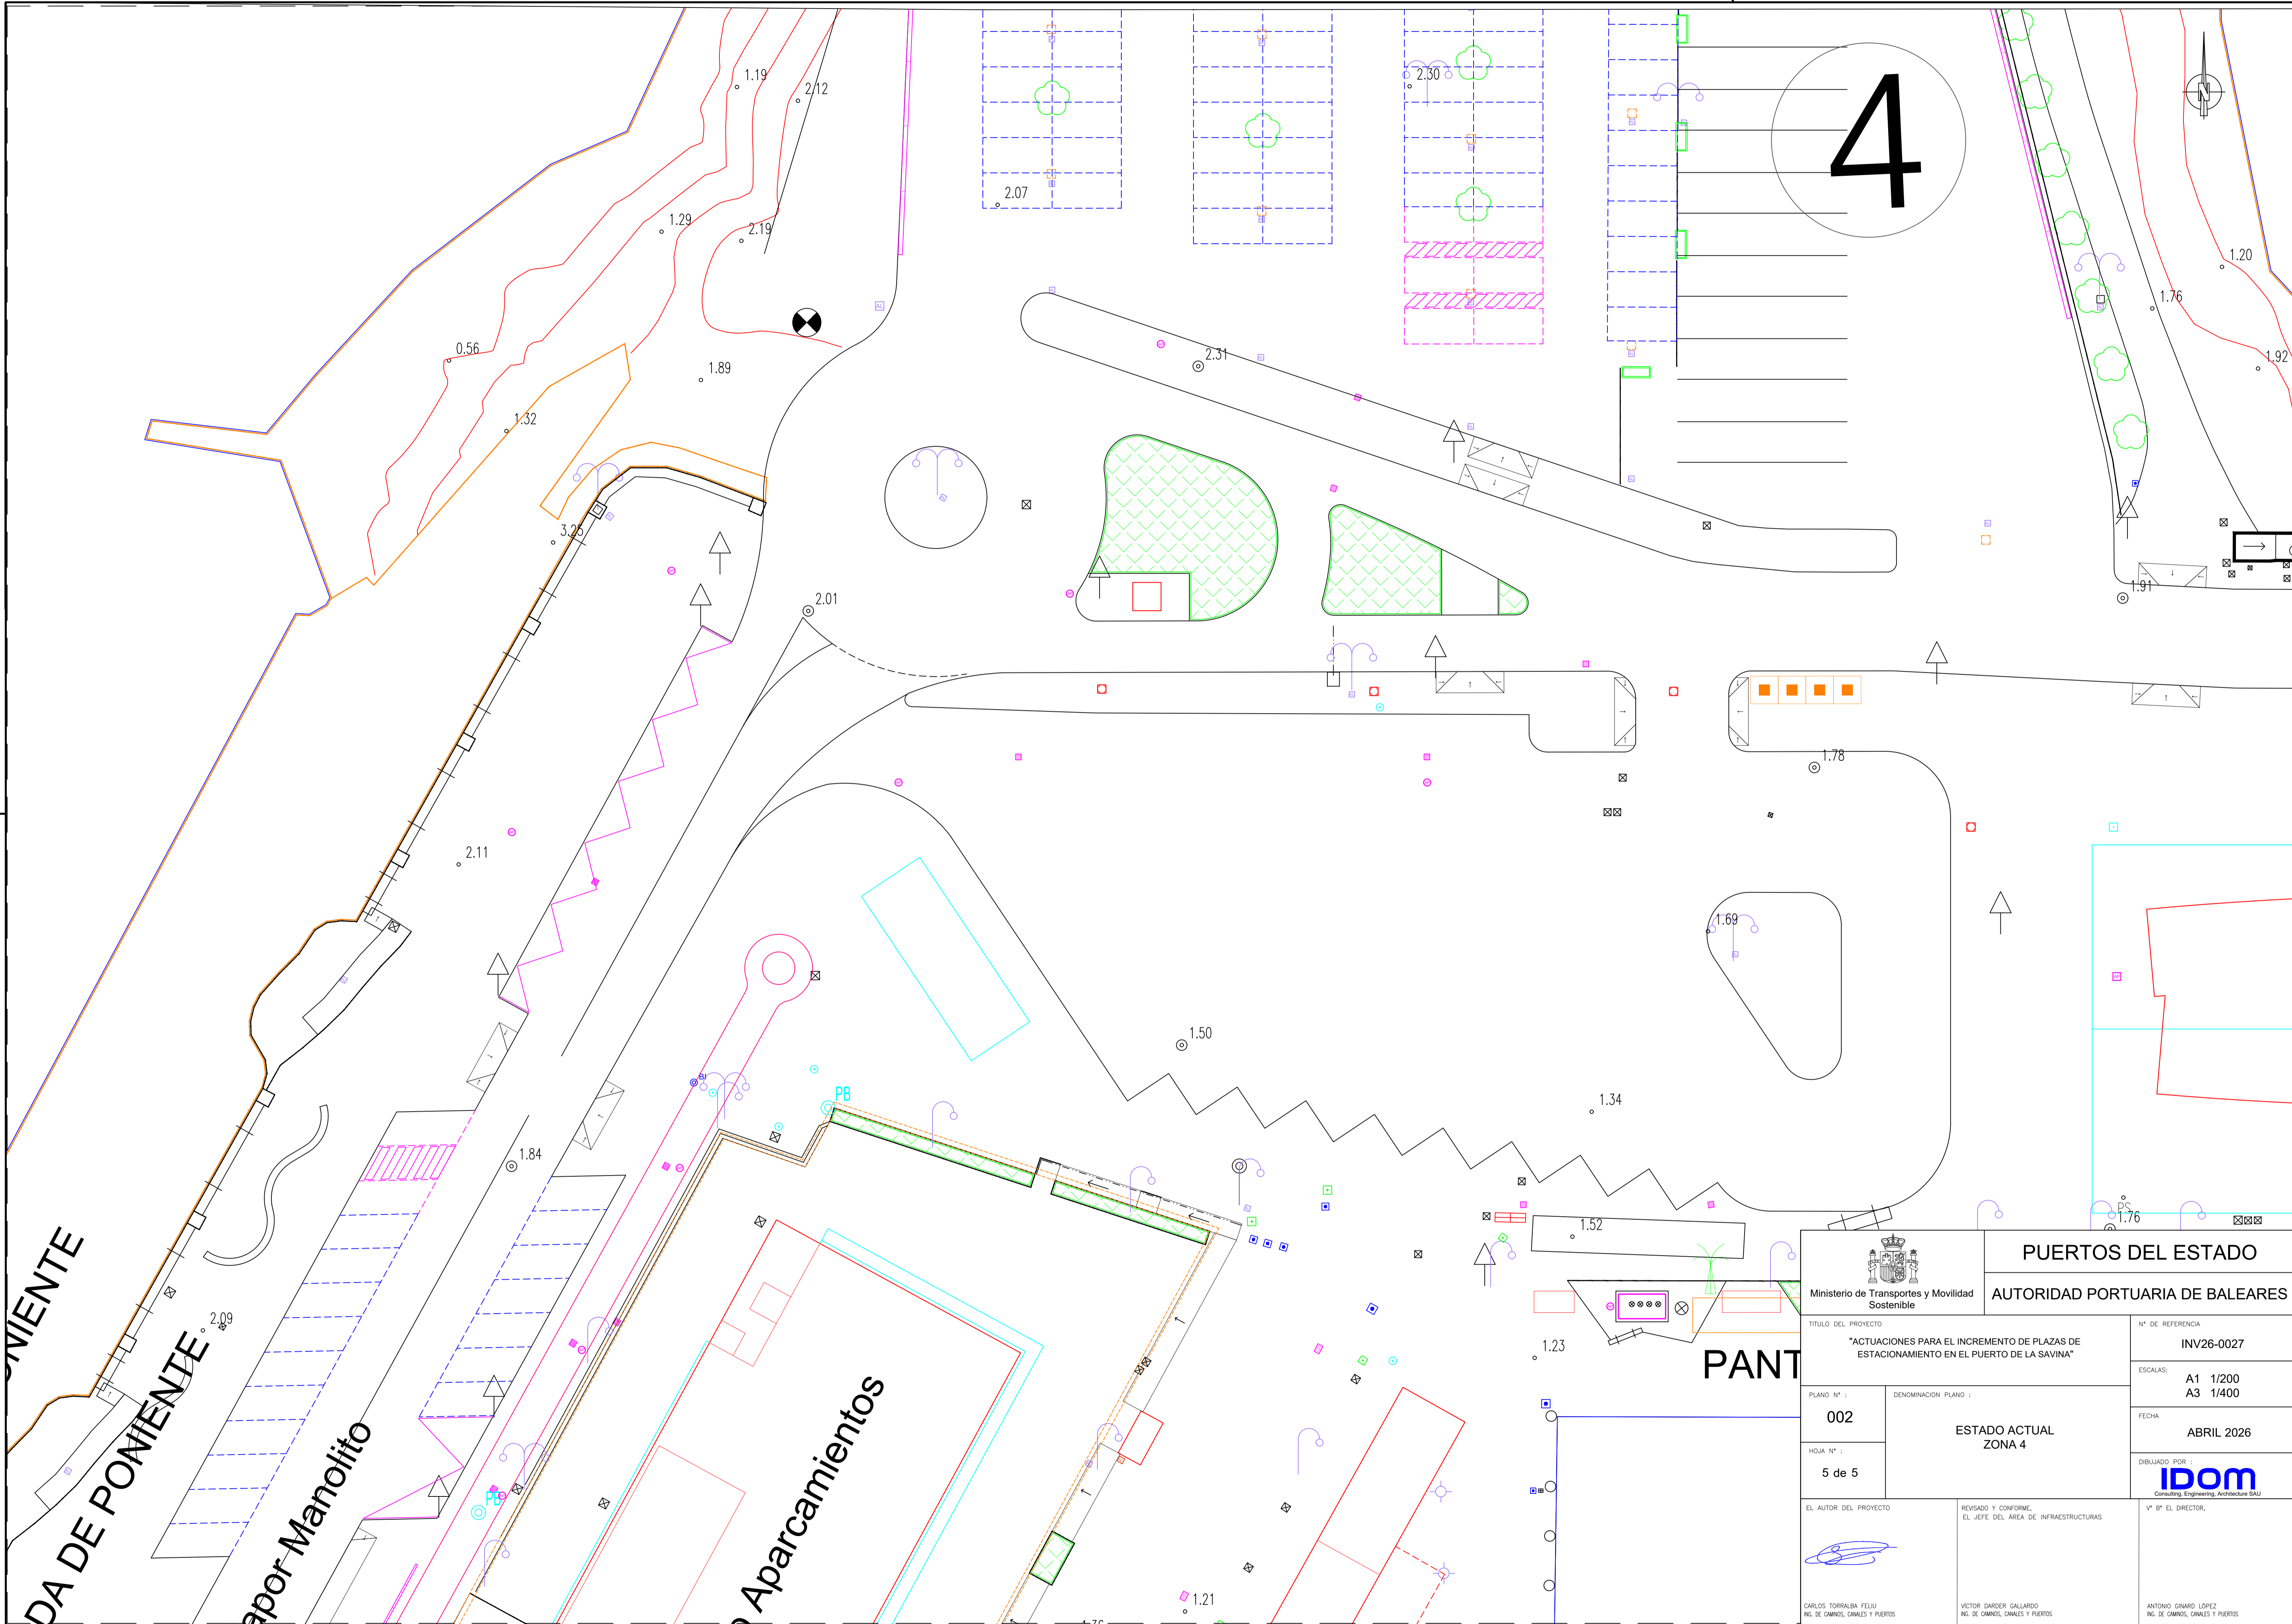 1.19
2.12
2.30
4
N
2.07
1.29
2.19
1.20
1.76
0.56
1.89
2.31
1.92
1.32
3.25
2.01
1.91
1.78
2.11
1.69
1.50
BI
PB
1.34
1.84
PS
1.76
1.52
2.09
1.23
PB
1.21
DA DE PONIENTE
apor Manolito
Aparcamientos
PANT
Ministerio de Transportes y Movilidad
Sostenible
PUERTOS DEL ESTADO
AUTORIDAD PORTUARIA DE BALEARES
TITULO DEL PROYECTO
"ACTUACIONES PARA EL INCREMENTO DE PLAZAS DE
ESTACIONAMIENTO EN EL PUERTO DE LA SAVINA"
Nº DE REFERENCIA
INV26-0027
ESCALAS:
A1 1/200
A3 1/400
PLANO Nº :
002
DENOMINACION PLANO :
ESTADO ACTUAL
ZONA 4
FECHA
ABRIL 2026
HOJA Nº :
5 de 5
DIBUJADO POR :
IDOM
Consulting, Engineering, Architecture SAU
EL AUTOR DEL PROYECTO
REVISADO Y CONFORME,
EL JEFE DEL ÁREA DE INFRAESTRUCTURAS
Vº Bº EL DIRECTOR,
CARLOS TORRALBA FELIU
ING. DE CAMINOS, CANALES Y PUERTOS
VICTOR DARDER GALLARDO
ING. DE CAMINOS, CANALES Y PUERTOS
ANTONIO GINARD LÓPEZ
ING. DE CAMINOS, CANALES Y PUERTOS